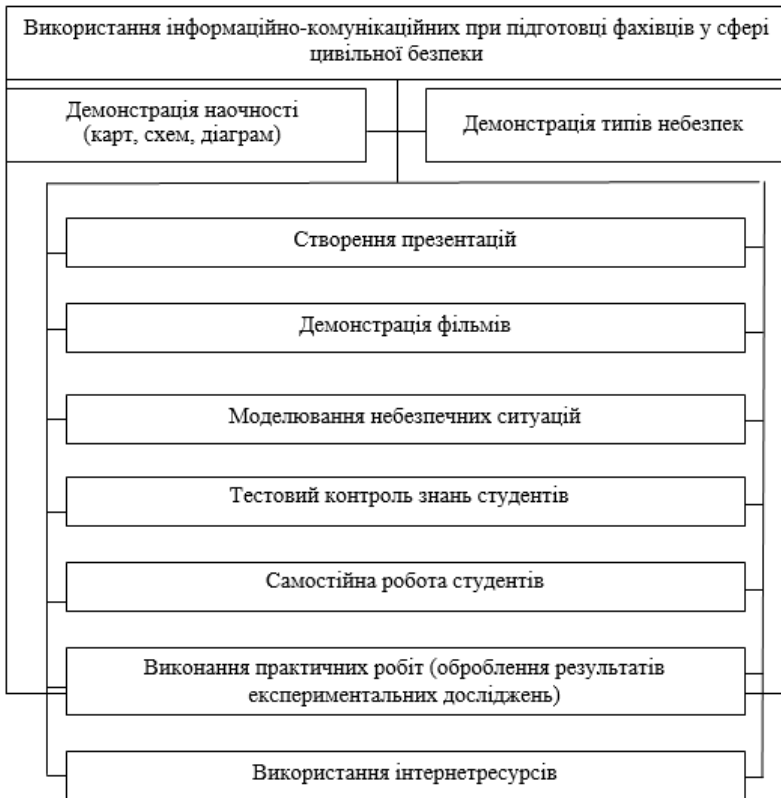 Використання інформаційно-комунікаційних при підготовці фахівців у сфері
цивільної безпеки
Демонстрація наочності
(карт, схем, діаграм)
Демонстрація типів небезпек
Створення презентацій
Демонстрація фільмів
Моделювання небезпечних ситуацій
Тестовий контроль знань студентів
Самостійна робота студентів
Виконання практичних робіт (оброблення результатів
експериментальних досліджень)
Використання інтернетресурсів